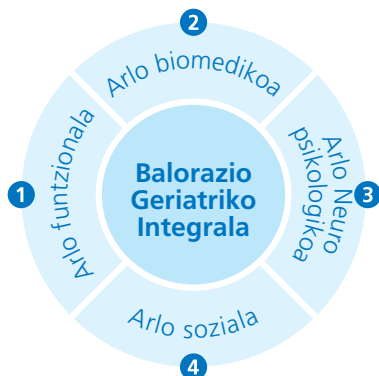 2
Arlo biomedikoa
1
Arlo funtzionala
Balorazio
Geriatriko
Integrala
Arlo Neuro
psikologikoa
3
Arlo soziala
4